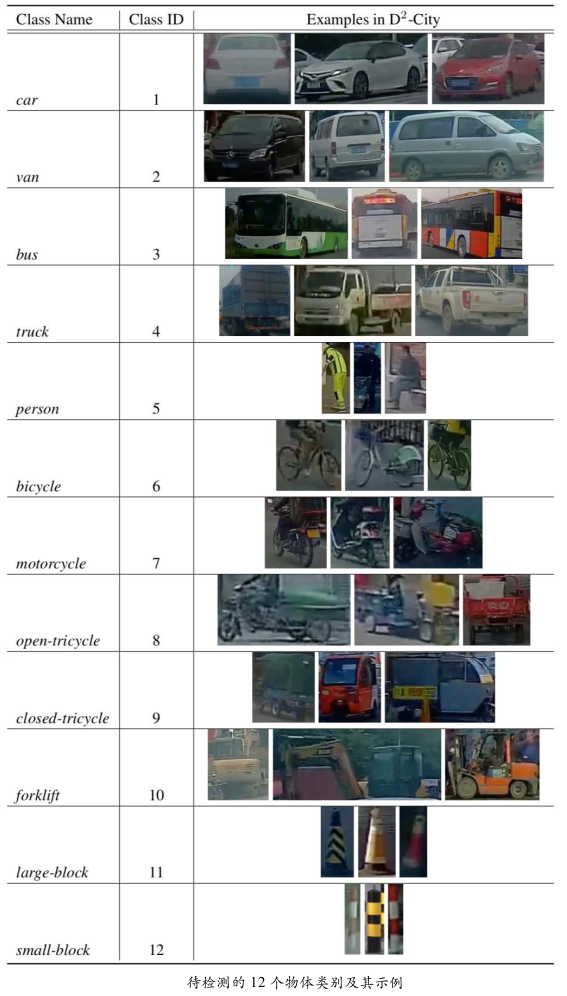 Class Name Class ID Examples in D²-City
car 1
van 2
bus 3
truck 4
person 5
bicycle 6
motorcycle 7
open-tricycle 8
closed-tricycle 9
forklift 10
large-block 11
small-block 12
待检测的 12 个物体类别及其示例